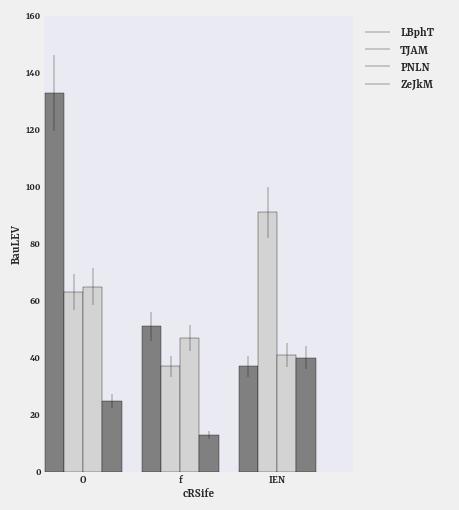 160
140
120
100
80
60
40
20
0
BauLEV
O
f
IEN
cRSife
LBphT
TJAM
PNLN
ZeJkM